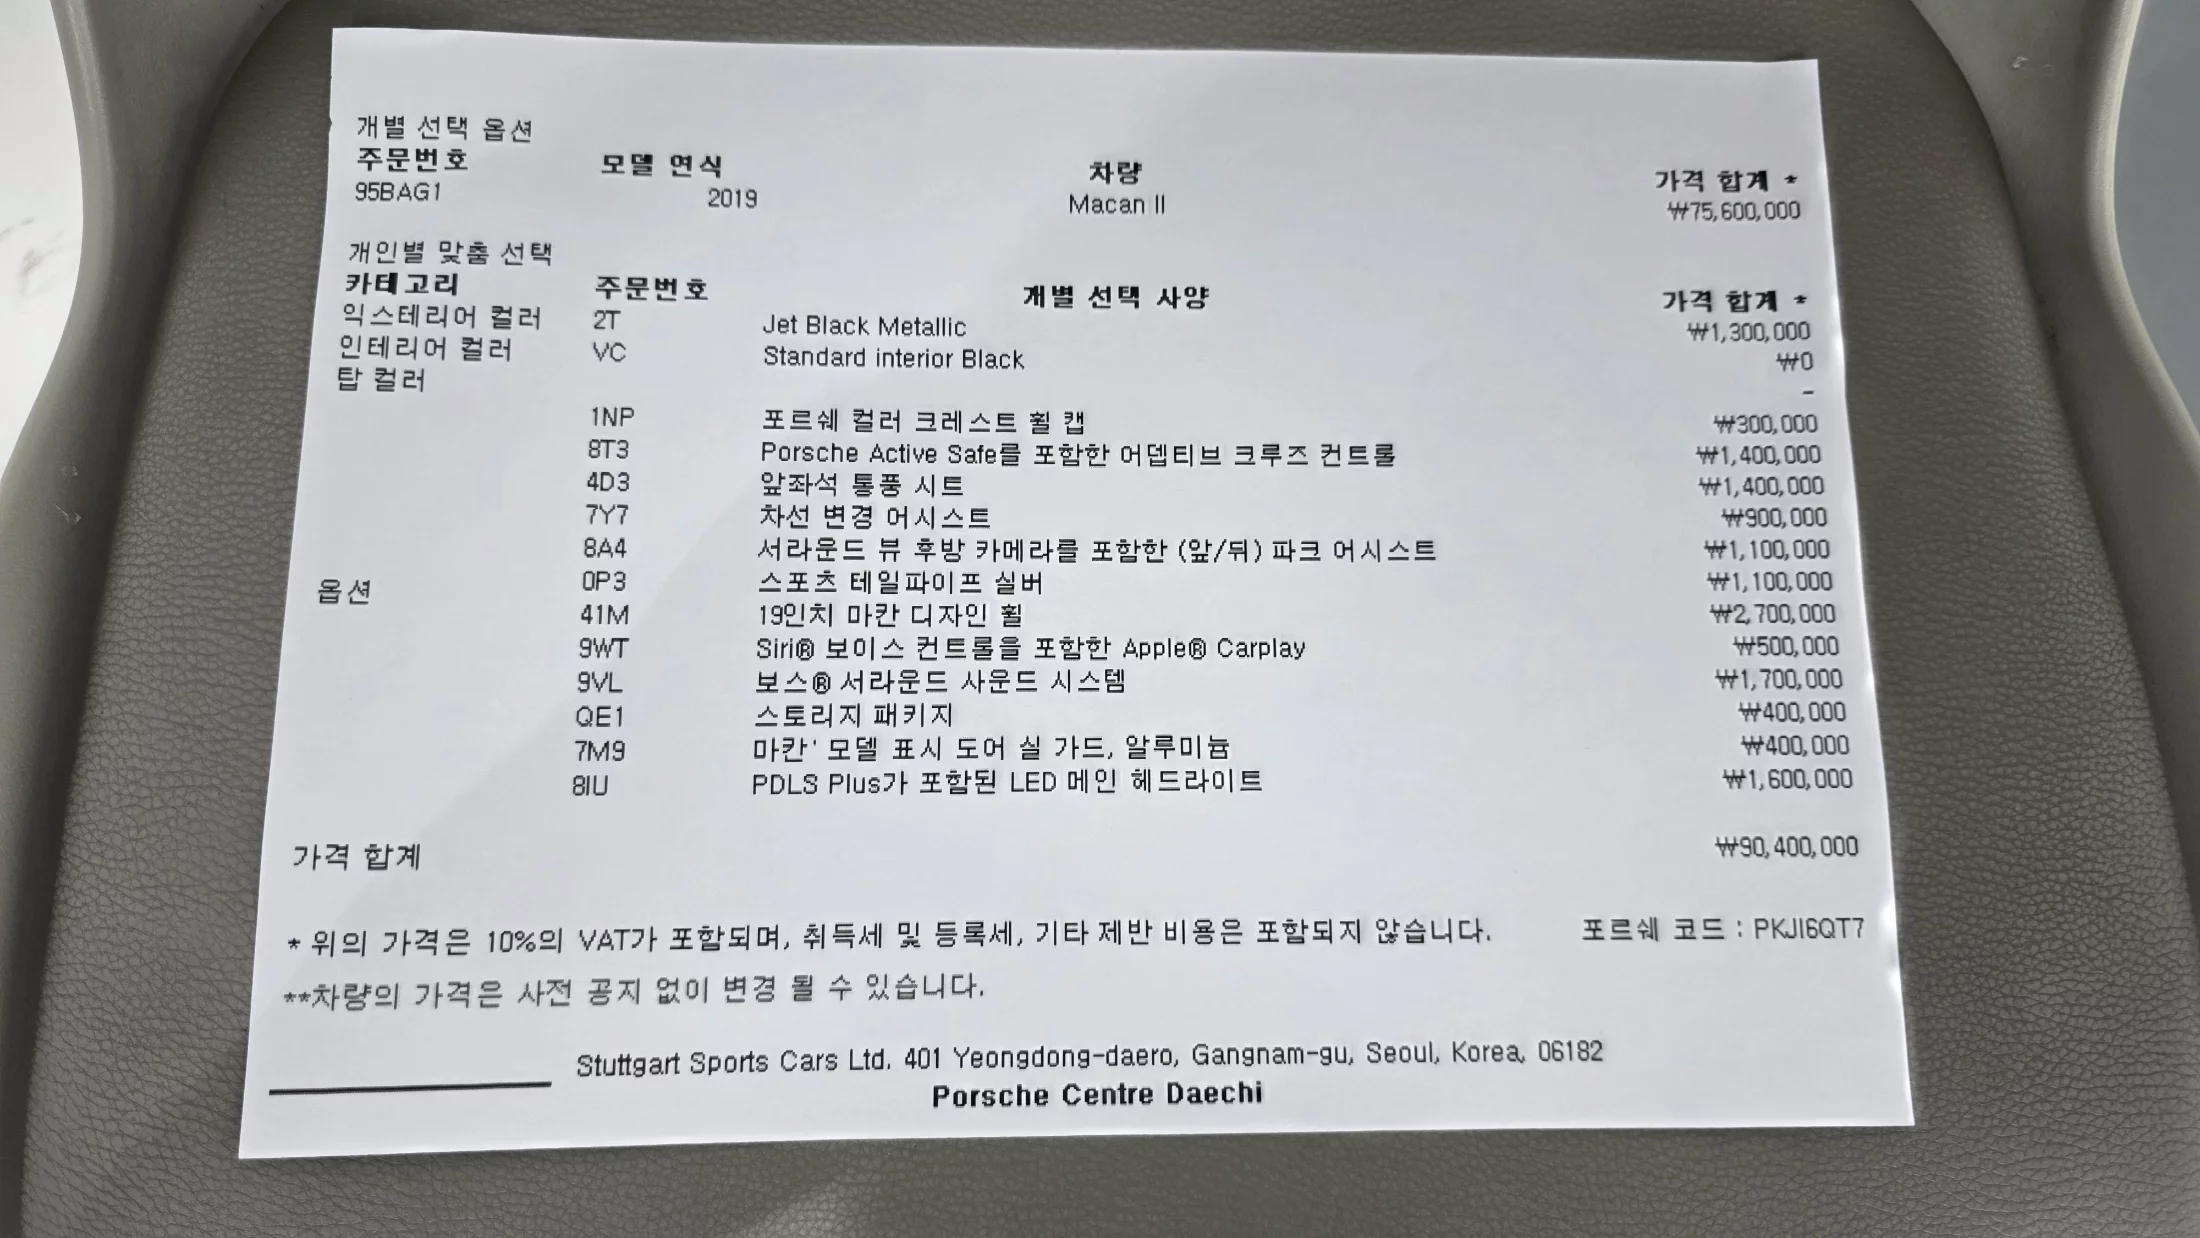 개별 선택 옵션
주문번호 모델 연식 차량 가격 합계 *
95BAG1 2019 Macan II ₩75,600,000
개인별 맞춤 선택
카테고리 주문번호 개별 선택 사양 가격 합계 *
익스테리어 컬러 2T Jet Black Metallic ₩1,300,000
인테리어 컬러 VC Standard interior Black ₩0
탑 컬러 -
1NP 포르쉐 컬러 크레스트 휠 캡 ₩300,000
8T3 Porsche Active Safe를 포함한 어뎁티브 크루즈 컨트롤 ₩1,400,000
4D3 앞좌석 통풍 시트 ₩1,400,000
7Y7 차선 변경 어시스트 ₩900,000
8A4 서라운드 뷰 후방 카메라를 포함한 (앞/뒤) 파크 어시스트 ₩1,100,000
옵션 0P3 스포츠 테일파이프 실버 ₩1,100,000
41M 19인치 마칸 디자인 휠 ₩2,700,000
9WT Siri® 보이스 컨트롤을 포함한 Apple® Carplay ₩500,000
9VL 보스® 서라운드 사운드 시스템 ₩1,700,000
QE1 스토리지 패키지 ₩400,000
7M9 마칸' 모델 표시 도어 실 가드, 알루미늄 ₩400,000
8IU PDLS Plus가 포함된 LED 메인 헤드라이트 ₩1,600,000
가격 합계 ₩90,400,000
* 위의 가격은 10%의 VAT가 포함되며, 취득세 및 등록세, 기타 제반 비용은 포함되지 않습니다. 포르쉐 코드 : PKJI6QT7
**차량의 가격은 사전 공지 없이 변경 될 수 있습니다.
Stuttgart Sports Cars Ltd. 401 Yeongdong-daero, Gangnam-gu, Seoul, Korea, 06182
Porsche Centre Daechi